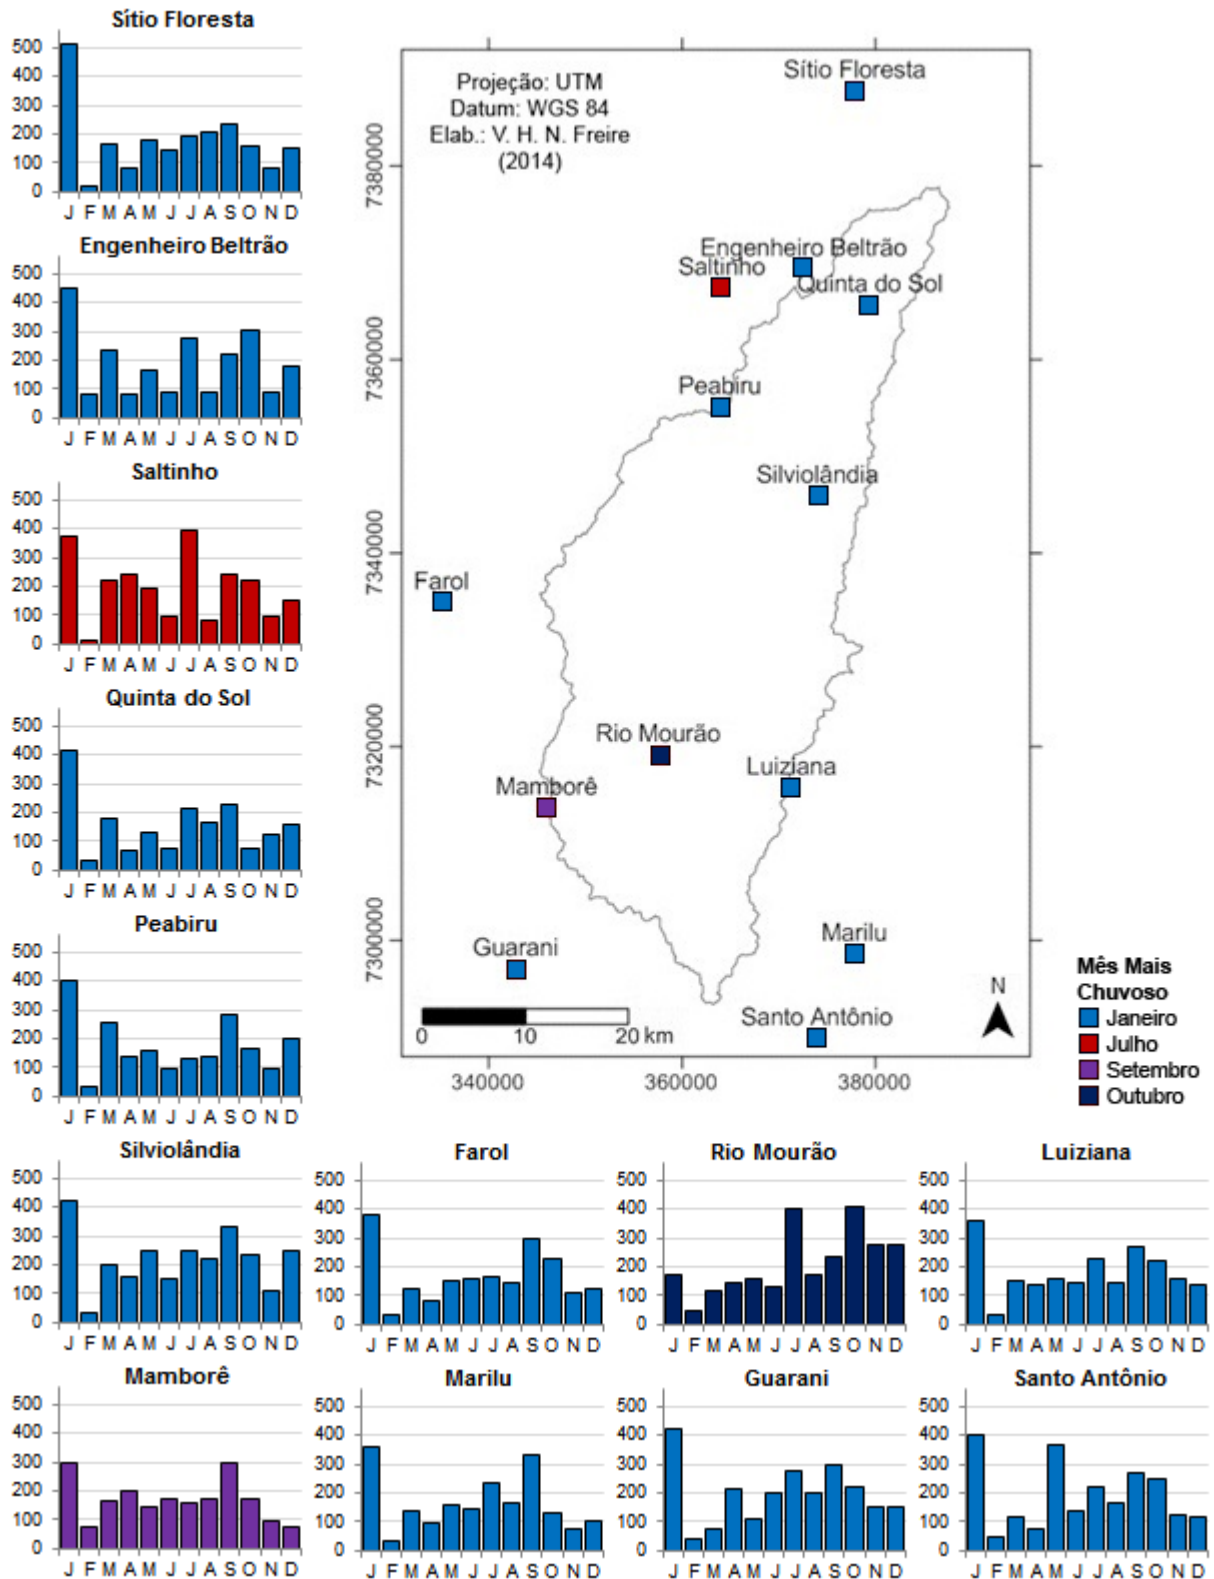 Sítio Floresta
500
400
300
200
100
0
J F M A M J J A S O N D
Engenheiro Beltrão
500
400
300
200
100
0
J F M A M J J A S O N D
Saltinho
500
400
300
200
100
0
J F M A M J J A S O N D
Quinta do Sol
500
400
300
200
100
0
J F M A M J J A S O N D
Peabiru
500
400
300
200
100
0
J F M A M J J A S O N D
Projeção: UTM
Datum: WGS 84
Elab.: V. H. N. Freire
(2014)
Sítio Floresta
Engenheiro Beltrão
Saltinho
Quinta do Sol
Peabiru
Silviolândia
Farol
Rio Mourão
Luiziana
Mamborê
Guarani
Marilu
Santo Antônio
7380000
7360000
7340000
7320000
7300000
0 10 20 km
N
340000 360000 380000
Mês Mais
Chuvoso
Janeiro
Julho
Setembro
Outubro
Silviolândia
500
400
300
200
100
0
J F M A M J J A S O N D
Farol
500
400
300
200
100
0
J F M A M J J A S O N D
Rio Mourão
500
400
300
200
100
0
J F M A M J J A S O N D
Luiziana
500
400
300
200
100
0
J F M A M J J A S O N D
Mamborê
500
400
300
200
100
0
J F M A M J J A S O N D
Marilu
500
400
300
200
100
0
J F M A M J J A S O N D
Guarani
500
400
300
200
100
0
J F M A M J J A S O N D
Santo Antônio
500
400
300
200
100
0
J F M A M J J A S O N D